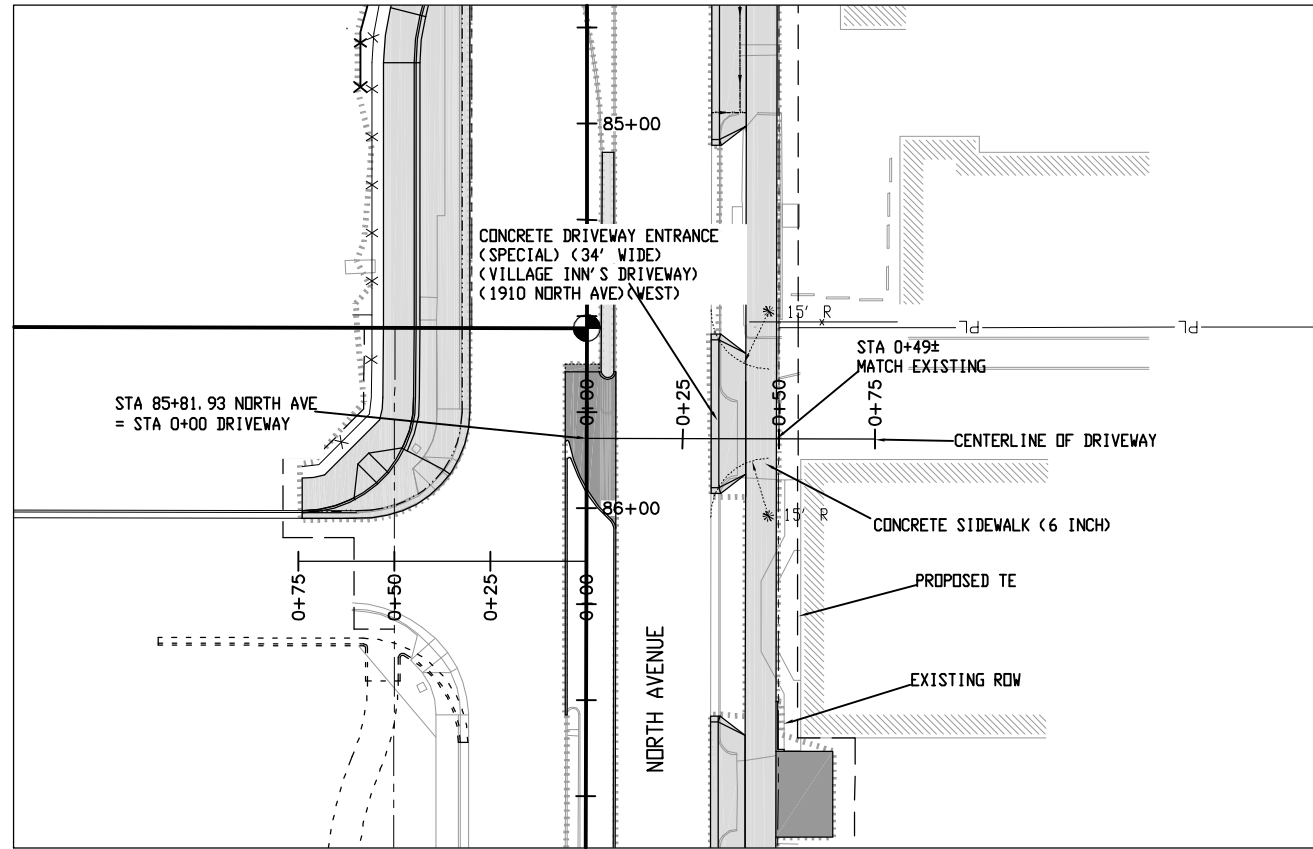 85+00
CONCRETE DRIVEWAY ENTRANCE
(SPECIAL) (34' WIDE)
(VILLAGE INN'S DRIVEWAY)
(1910 NORTH AVE)(WEST)
15' R
PL
PL
STA 0+49±
MATCH EXISTING
STA 85+81.93 NORTH AVE
= STA 0+00 DRIVEWAY
0+00
0+25
0+50
0+75
CENTERLINE OF DRIVEWAY
86+00
15' R
CONCRETE SIDEWALK (6 INCH)
0+75
0+50
0+25
0+00
PROPOSED TE
NORTH AVENUE
EXISTING ROW